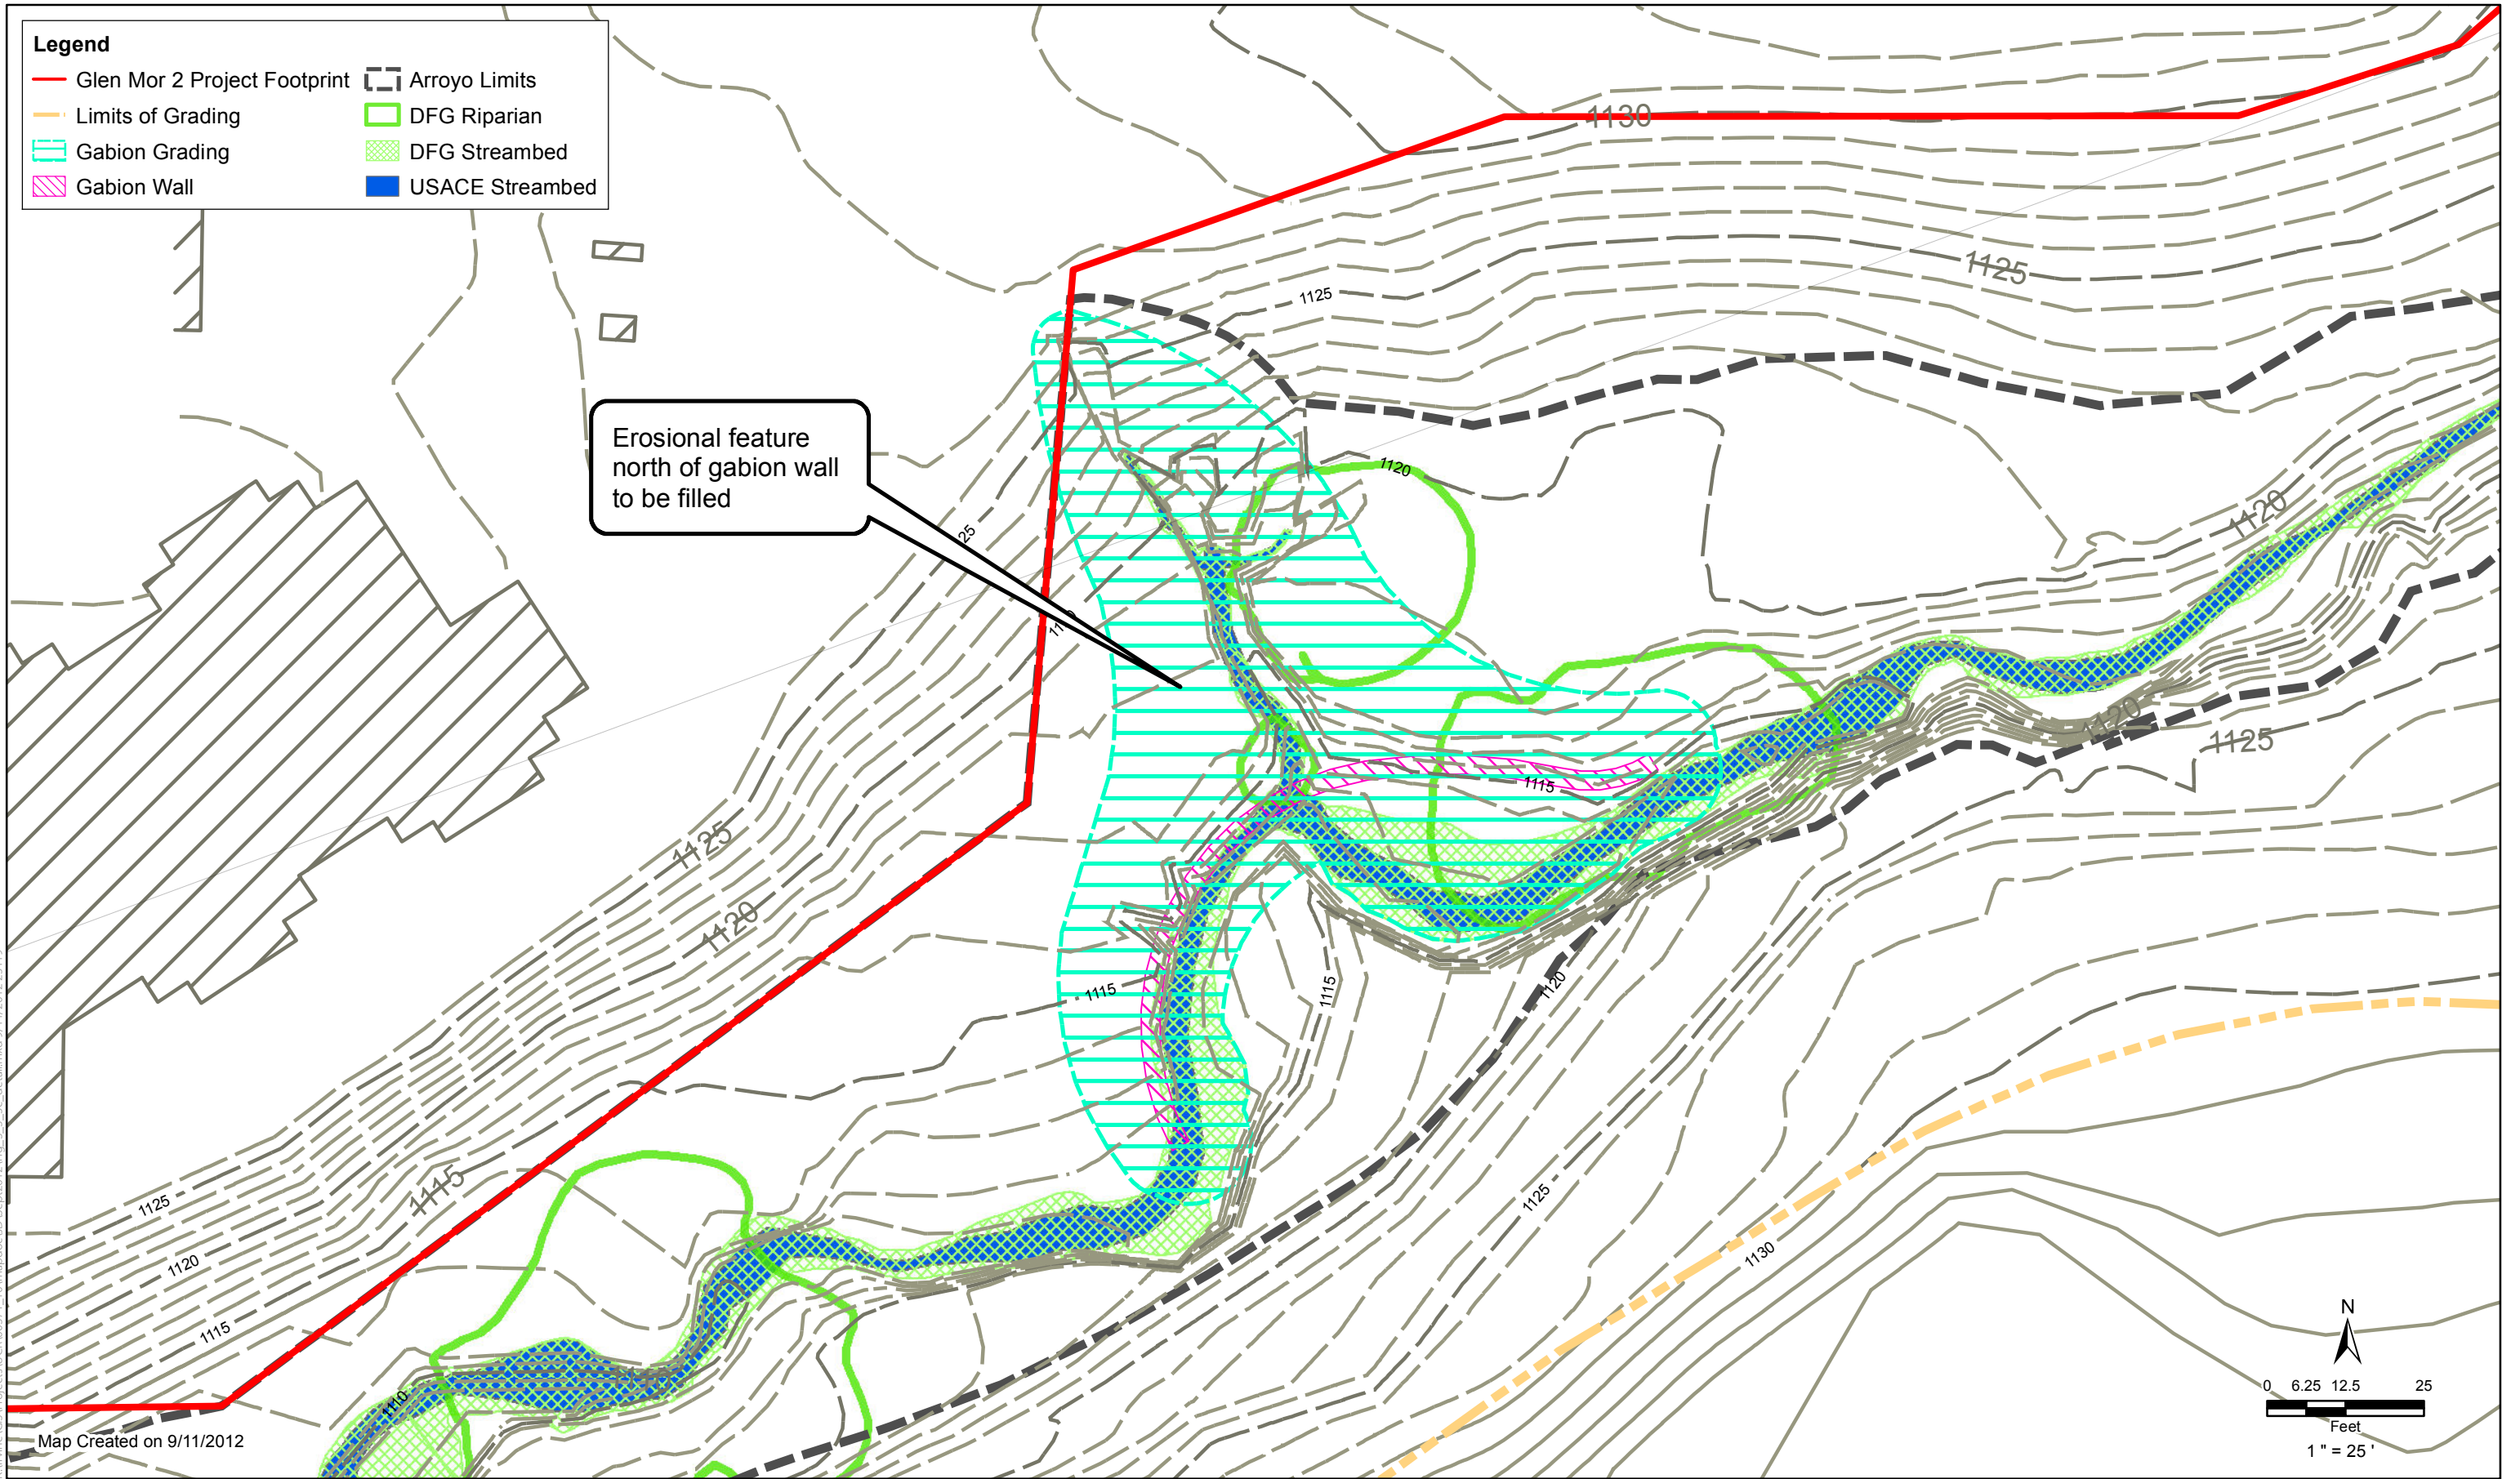 Legend
Glen Mor 2 Project Footprint
Limits of Grading
Gabion Grading
Gabion Wall
Arroyo Limits
DFG Riparian
DFG Streambed
USACE Streambed
1130
1125
1125
1120
1120
Erosional feature
north of gabion wall
to be filled
25
1120
1125
1115
1125
1120
1115
1115
1120
1115
1125
1125
1120
1130
1115
1110
N
0 6.25 12.5 25
Feet
1 " = 25 '
Map Created on 9/11/2012